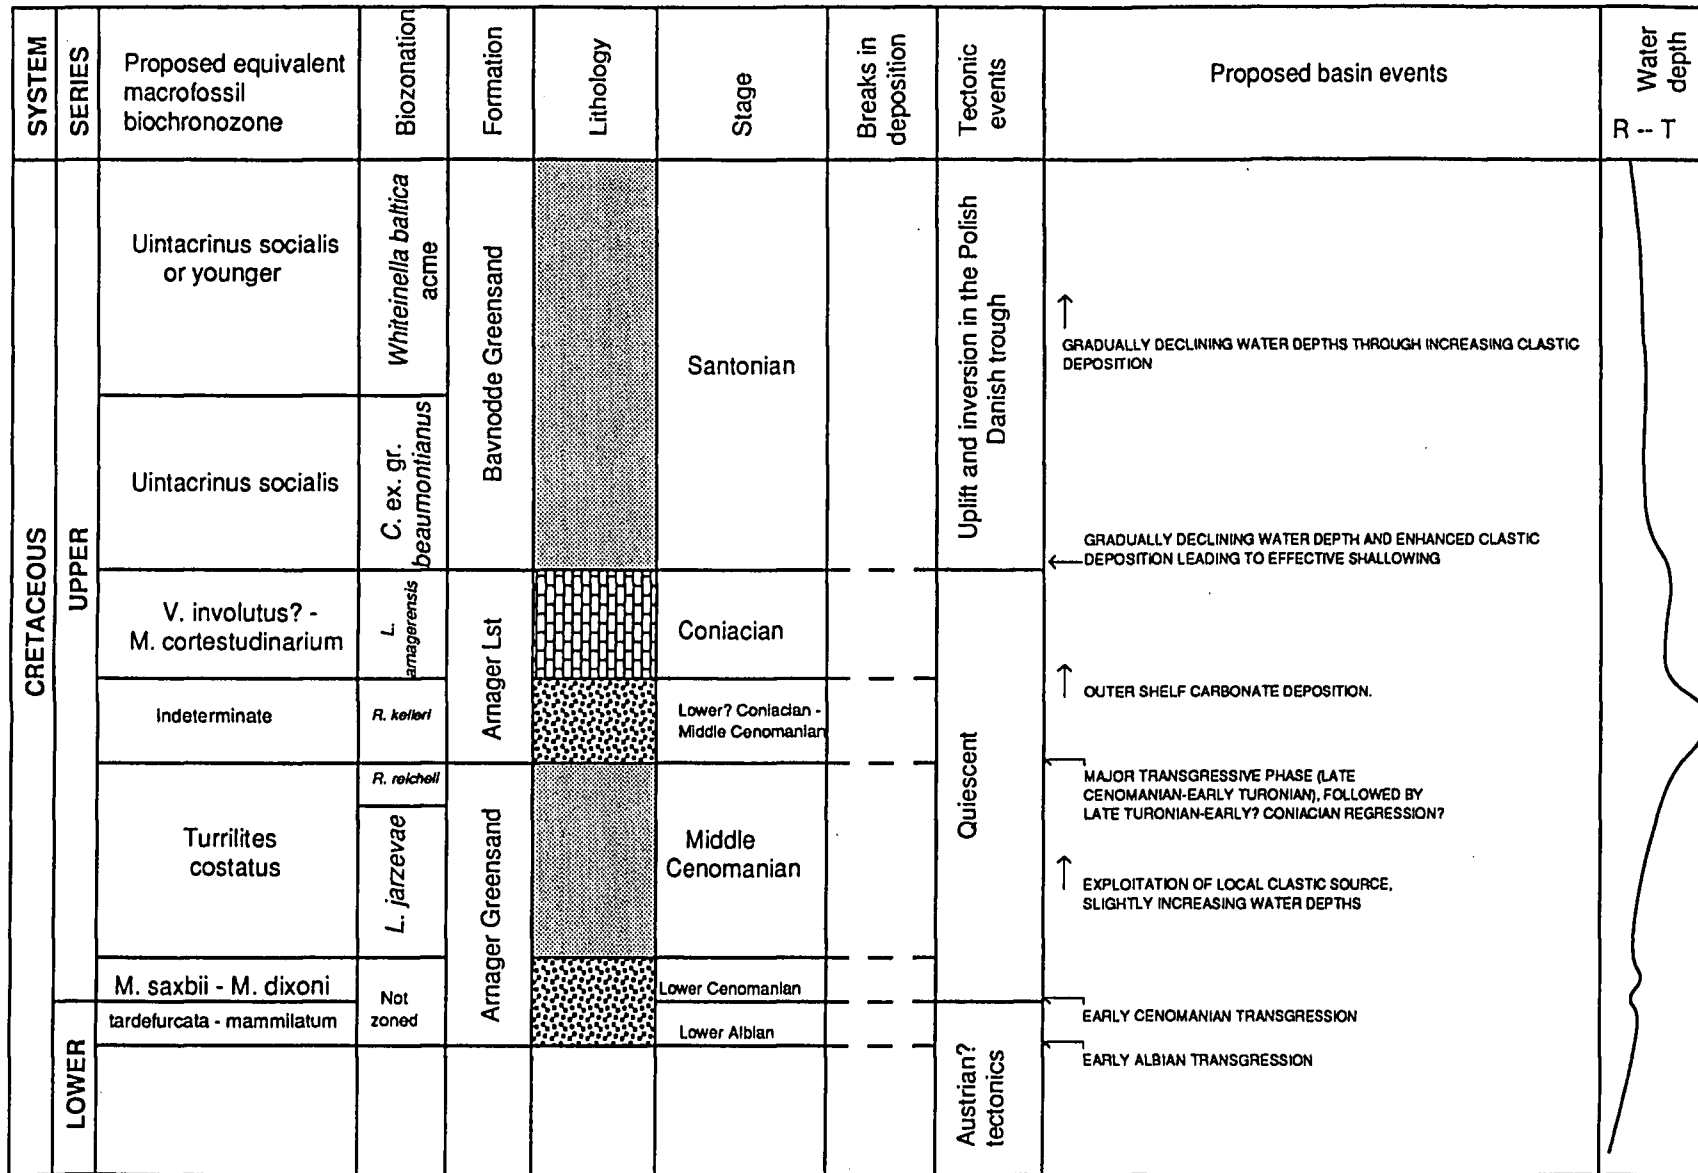 SYSTEM
SERIES
Proposed equivalent
macrofossil
biochronozone
Biozonation
Formation
Lithology
Stage
Breaks in
deposition
Tectonic
events
Proposed basin events
Water
depth
R -- T
CRETACEOUS
UPPER
LOWER
Uintacrinus socialis
or younger
Uintacrinus socialis
V. involutus? -
M. cortestudinarium
Indeterminate
Turrilites
costatus
M. saxbii - M. dixoni
tardefurcata - mammilatum
Whiteinella baltica
acme
C. ex. gr.
beaumontianus
L.
arnagerensis
R. kelleri
R. reicheli
L. jarzevae
Not
zoned
Bavnodde Greensand
Arnager Lst
Arnager Greensand
Santonian
Coniacian
Lower? Coniacian -
Middle Cenomanian
Middle
Cenomanian
Lower Cenomanian
Lower Albian
Uplift and inversion in the Polish
Danish trough
Quiescent
Austrian?
tectonics
GRADUALLY DECLINING WATER DEPTHS THROUGH INCREASING CLASTIC
DEPOSITION
GRADUALLY DECLINING WATER DEPTH AND ENHANCED CLASTIC
DEPOSITION LEADING TO EFFECTIVE SHALLOWING
OUTER SHELF CARBONATE DEPOSITION.
MAJOR TRANSGRESSIVE PHASE (LATE
CENOMANIAN-EARLY TURONIAN), FOLLOWED BY
LATE TURONIAN-EARLY? CONIACIAN REGRESSION?
EXPLOITATION OF LOCAL CLASTIC SOURCE,
SLIGHTLY INCREASING WATER DEPTHS
EARLY CENOMANIAN TRANSGRESSION
EARLY ALBIAN TRANSGRESSION